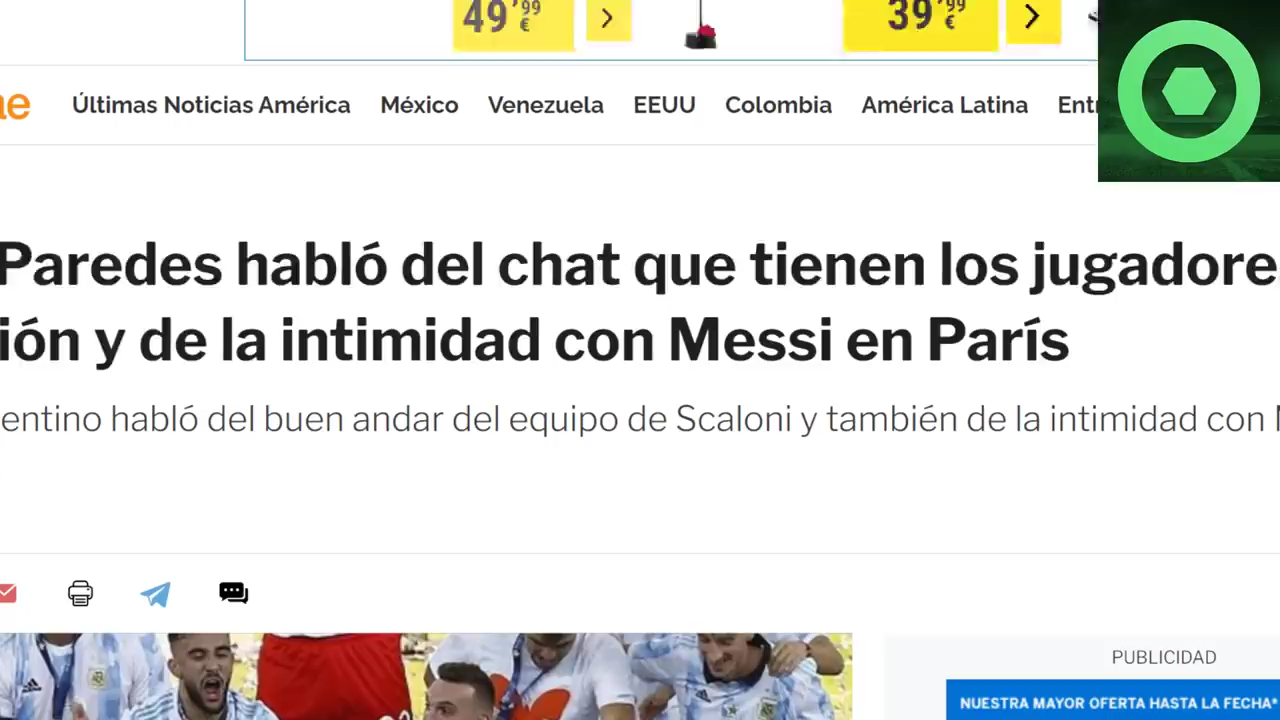 49'99 €
39'99 €
Últimas Noticias América México Venezuela EEUU Colombia América Latina
Paredes habló del chat que tienen los jugadore
ión y de la intimidad con Messi en París
entino habló del buen andar del equipo de Scaloni y también de la intimidad con
PUBLICIDAD
NUESTRA MAYOR OFERTA HASTA LA FECHA*